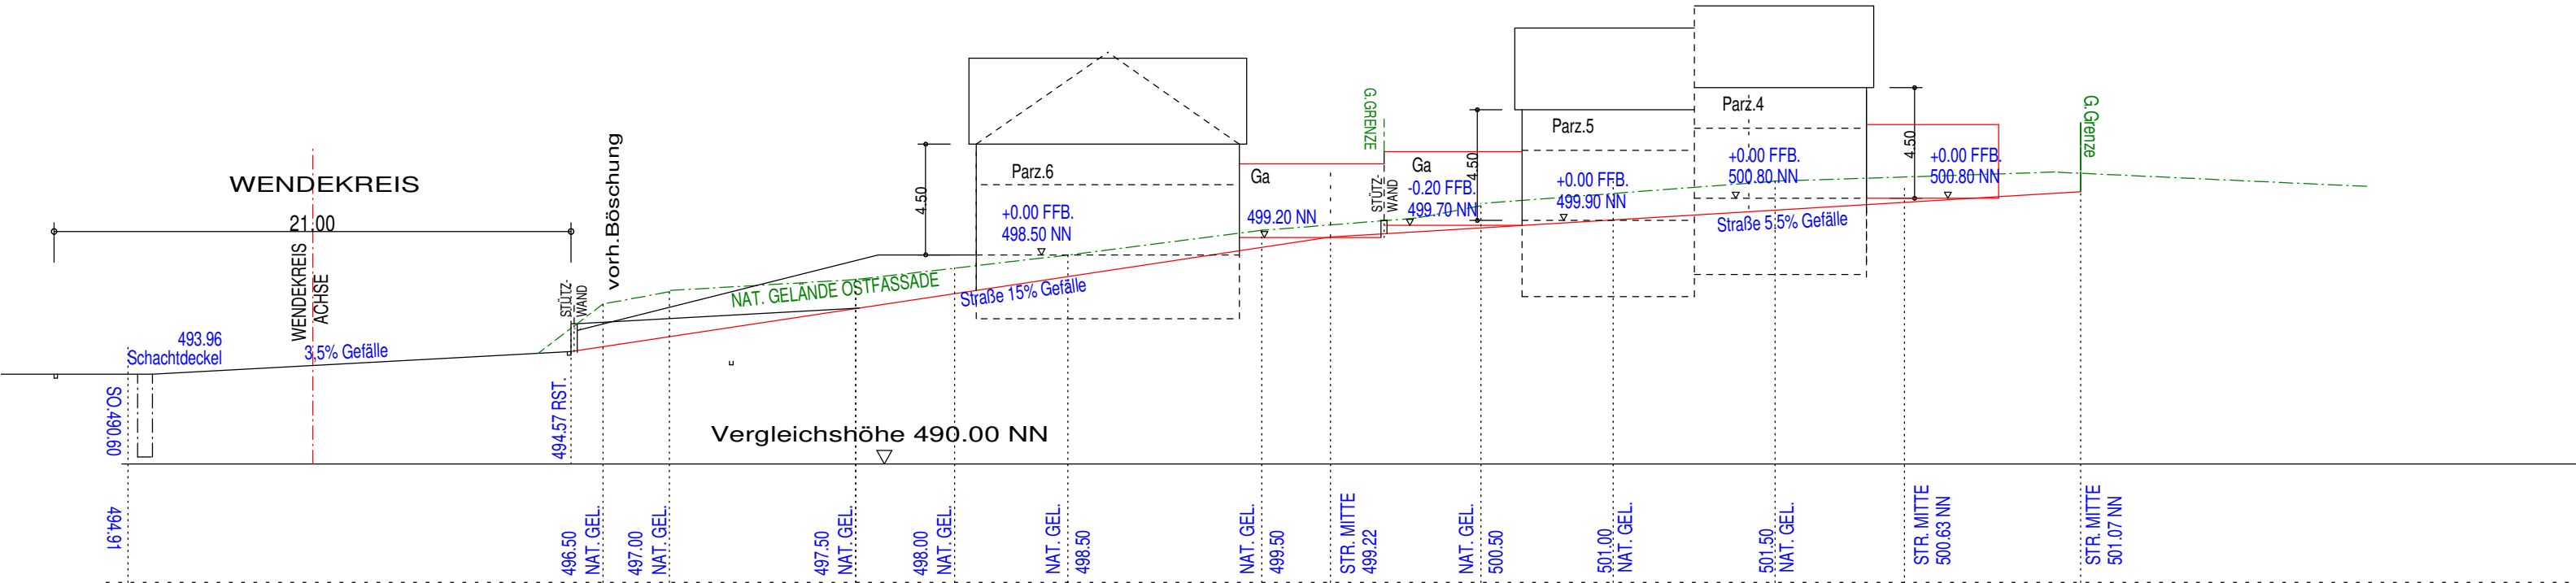 WENDEKREIS
21.00
WENDEKREIS
ACHSE
STÜTZ-
WAND
vorh.Böschung
493.96
Schachtdeckel
3,5% Gefälle
SO.490.60
494.91
494.57 RST.
NAT. GELÄNDE OSTFASSADE
Straße 15% Gefälle
Vergleichshöhe 490.00 NN
4.50
Parz.6
+0.00 FFB.
498.50 NN
Ga
499.20 NN
G.GRENZE
STÜTZ-
WAND
Ga
-0.20 FFB.
499.70 NN
4.50
Parz.5
+0.00 FFB.
499.90 NN
Parz.4
+0.00 FFB.
500.80 NN
Straße 5,5% Gefälle
4.50
+0.00 FFB.
500.80 NN
G.Grenze
496.50
NAT. GEL.
497.00
NAT. GEL.
497.50
NAT. GEL.
498.00
NAT. GEL.
NAT. GEL.
498.50
NAT. GEL.
499.50
STR. MITTE
499.22
NAT. GEL.
500.50
501.00
NAT. GEL.
501.50
NAT. GEL.
STR. MITTE
500.63 NN
STR. MITTE
501.07 NN